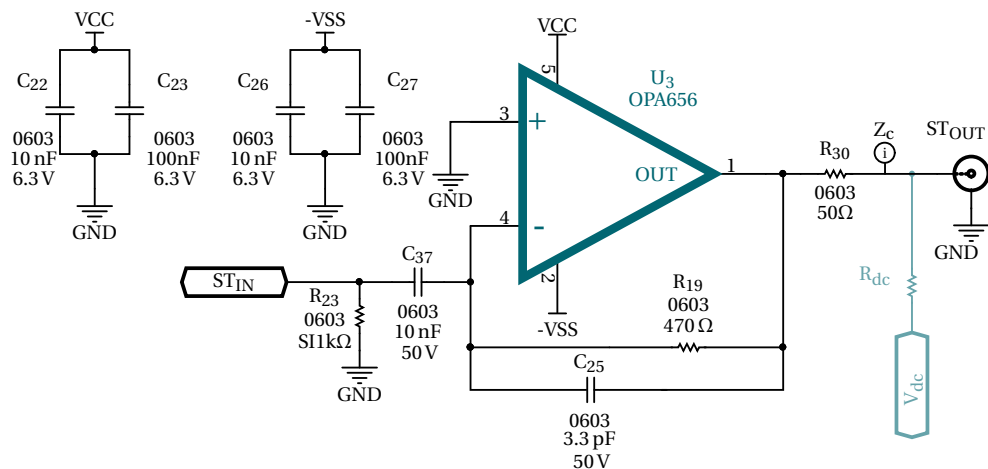 VCC
C22
C23
0603
10 nF
6.3 V
0603
100nF
6.3 V
GND
-VSS
C26
C27
0603
10 nF
6.3 V
0603
100nF
6.3 V
GND
VCC
5
U3
OPA656
3
+
GND
OUT
1
4
-
2
-VSS
R30
0603
50Ω
Zc
i
STOUT
GND
Rdc
Vdc
STIN
R23
0603
SI1kΩ
GND
C37
0603
10 nF
50 V
R19
0603
470 Ω
C25
0603
3.3 pF
50 V